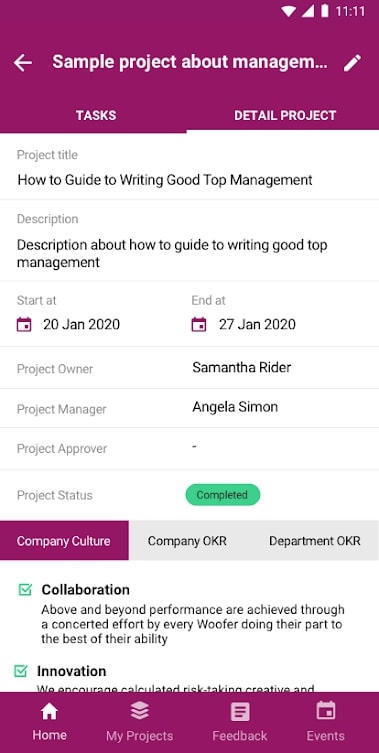 11:11
Sample project about managem...
TASKS
DETAIL PROJECT
Project title
How to Guide to Writing Good Top Management
Description
Description about how to guide to writing good top
management
Start at
End at
20 Jan 2020
27 Jan 2020
Project Owner
Samantha Rider
Project Manager
Angela Simon
Project Approver
-
Project Status
Completed
Company Culture
Company OKR
Department OKR
Collaboration
Above and beyond performance are achieved through
a concerted effort by every Woofer doing their part to
the best of their ability
Innovation
We encourage calculated risk-taking creative and
Home
My Projects
Feedback
Events